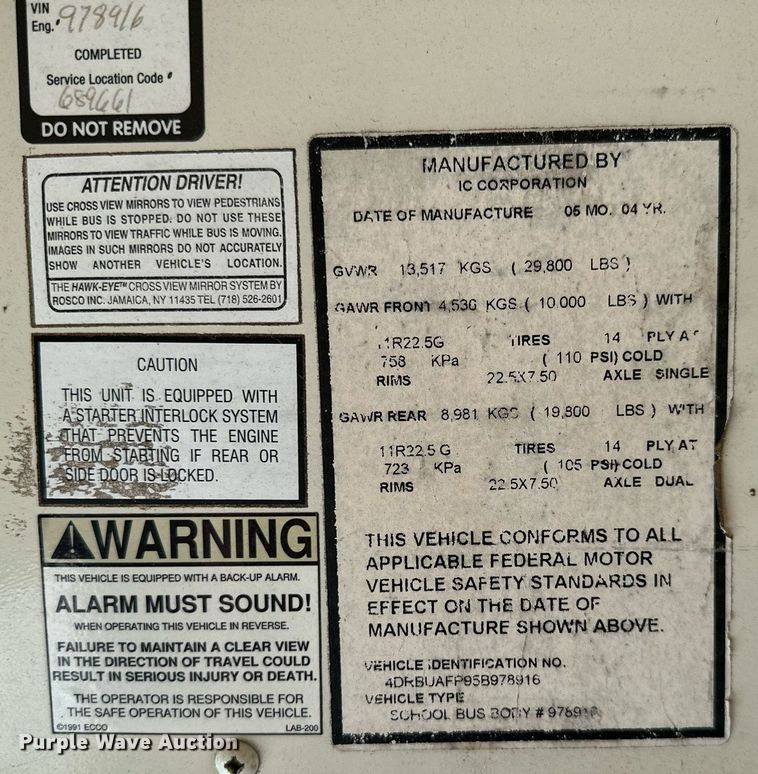 VIN
Eng.# 978916
COMPLETED
Service Location Code #
689661
DO NOT REMOVE
ATTENTION DRIVER!
USE CROSS VIEW MIRRORS TO VIEW PEDESTRIANS
WHILE BUS IS STOPPED. DO NOT USE THESE
MIRRORS TO VIEW TRAFFIC WHILE BUS IS MOVING.
IMAGES IN SUCH MIRRORS DO NOT ACCURATELY
SHOW ANOTHER VEHICLE'S LOCATION.
THE HAWK-EYE™ CROSS VIEW MIRROR SYSTEM BY
ROSCO INC. JAMAICA, NY 11435 TEL (718) 526-2601
CAUTION
THIS UNIT IS EQUIPPED WITH
A STARTER INTERLOCK SYSTEM
THAT PREVENTS THE ENGINE
FROM STARTING IF REAR OR
SIDE DOOR IS LOCKED.
WARNING
THIS VEHICLE IS EQUIPPED WITH A BACK-UP ALARM.
ALARM MUST SOUND!
WHEN OPERATING THIS VEHICLE IN REVERSE.
FAILURE TO MAINTAIN A CLEAR VIEW
IN THE DIRECTION OF TRAVEL COULD
RESULT IN SERIOUS INJURY OR DEATH.
THE OPERATOR IS RESPONSIBLE FOR
THE SAFE OPERATION OF THIS VEHICLE.
©1991 ECCO LAB-200
MANUFACTURED BY
IC CORPORATION
DATE OF MANUFACTURE 05 MO. 04 YR.
GVWR 13,517 KGS ( 29,800 LBS )
GAWR FRONT 4,536 KGS ( 10,000 LBS ) WITH
11R22.5G TIRES 14 PLY AT
758 KPa ( 110 PSI) COLD
RIMS 22.5X7.50 AXLE SINGLE
GAWR REAR 8,981 KGS ( 19,800 LBS ) WITH
11R22.5 G TIRES 14 PLY AT
723 KPa ( 105 PSI) COLD
RIMS 22.5X7.50 AXLE DUAL
THIS VEHICLE CONFORMS TO ALL
APPLICABLE FEDERAL MOTOR
VEHICLE SAFETY STANDARDS IN
EFFECT ON THE DATE OF
MANUFACTURE SHOWN ABOVE.
VEHICLE IDENTIFICATION NO.
4DRBUAFP95B978916
VEHICLE TYPE
SCHOOL BUS BODY # 978916
Purple Wave Auction